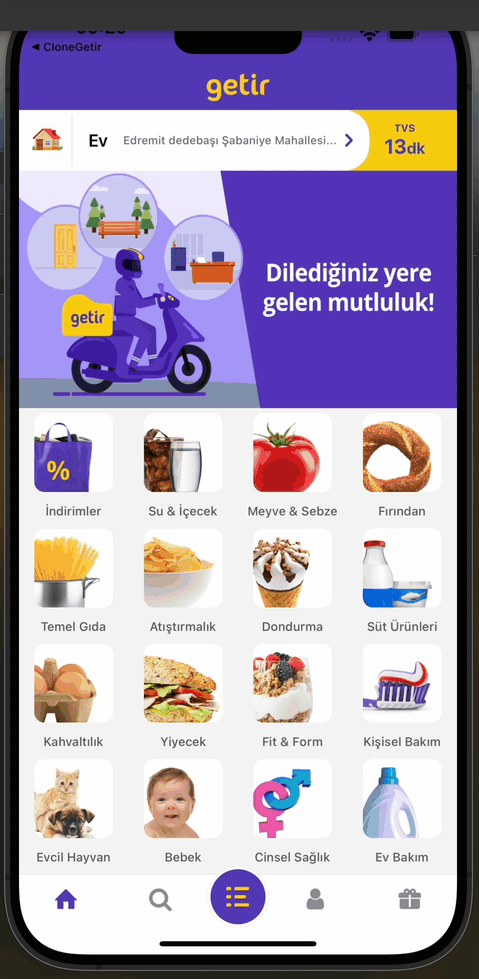 CloneGetir
getir
Ev
Edremit dedebaşı Şabaniye Mahallesi...
TVS
13dk
Dilediğiniz yere
gelen mutluluk!
getir
%
İndirimler
Su & İçecek
Meyve & Sebze
Fırından
Temel Gıda
Atıştırmalık
Dondurma
Süt Ürünleri
Kahvaltılık
Yiyecek
Fit & Form
Kişisel Bakım
Evcil Hayvan
Bebek
Cinsel Sağlık
Ev Bakım